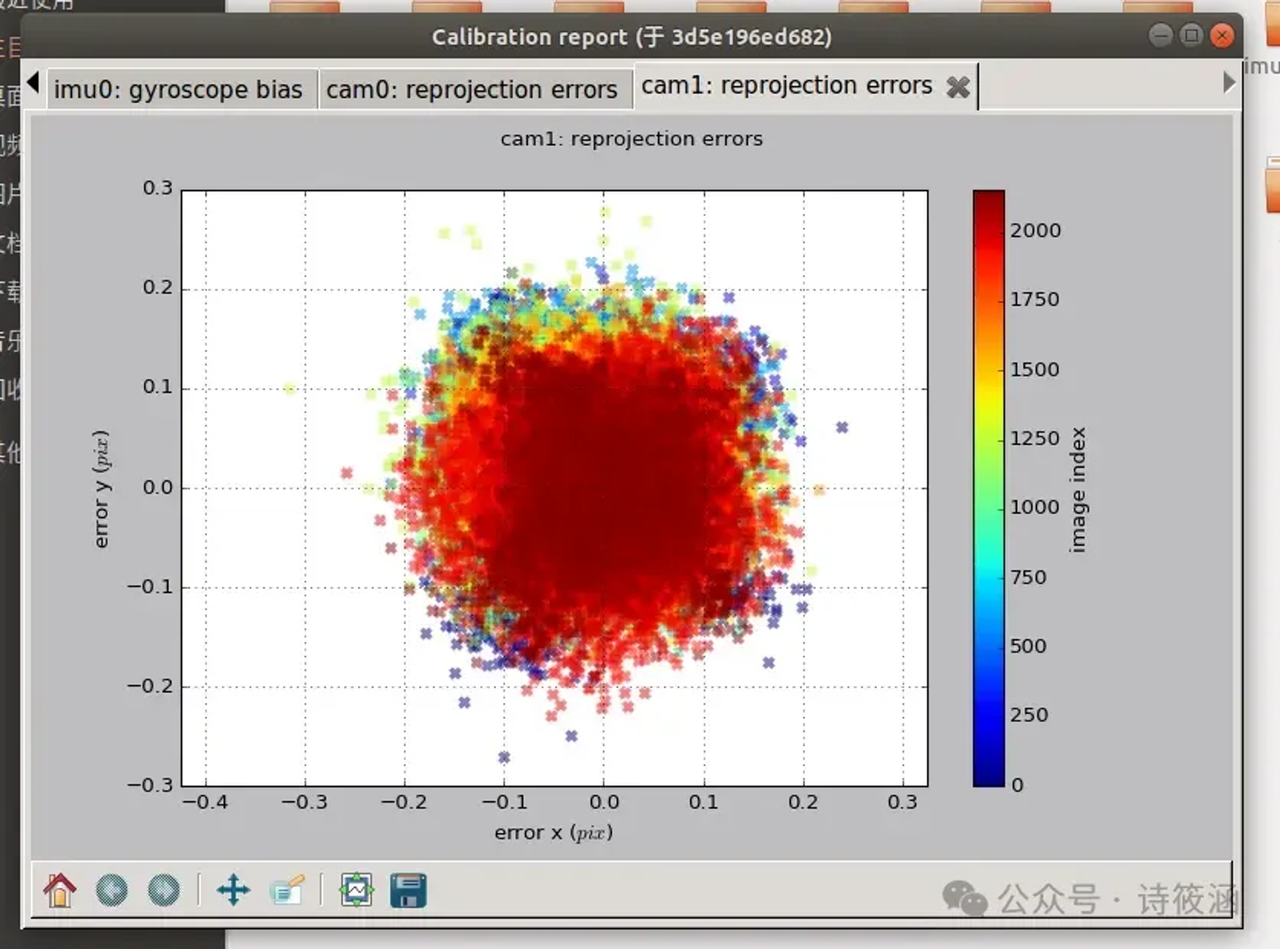 Calibration report (于 3d5e196ed682)
imu0: gyroscope bias
cam0: reprojection errors
cam1: reprojection errors
imu
cam1: reprojection errors
0.3
0.2
0.1
0.0
−0.1
−0.2
−0.3
error y (pix)
−0.4
−0.3
−0.2
−0.1
0.0
0.1
0.2
0.3
error x (pix)
2000
1750
1500
1250
1000
750
500
250
0
image index
公众号 · 诗筱涵